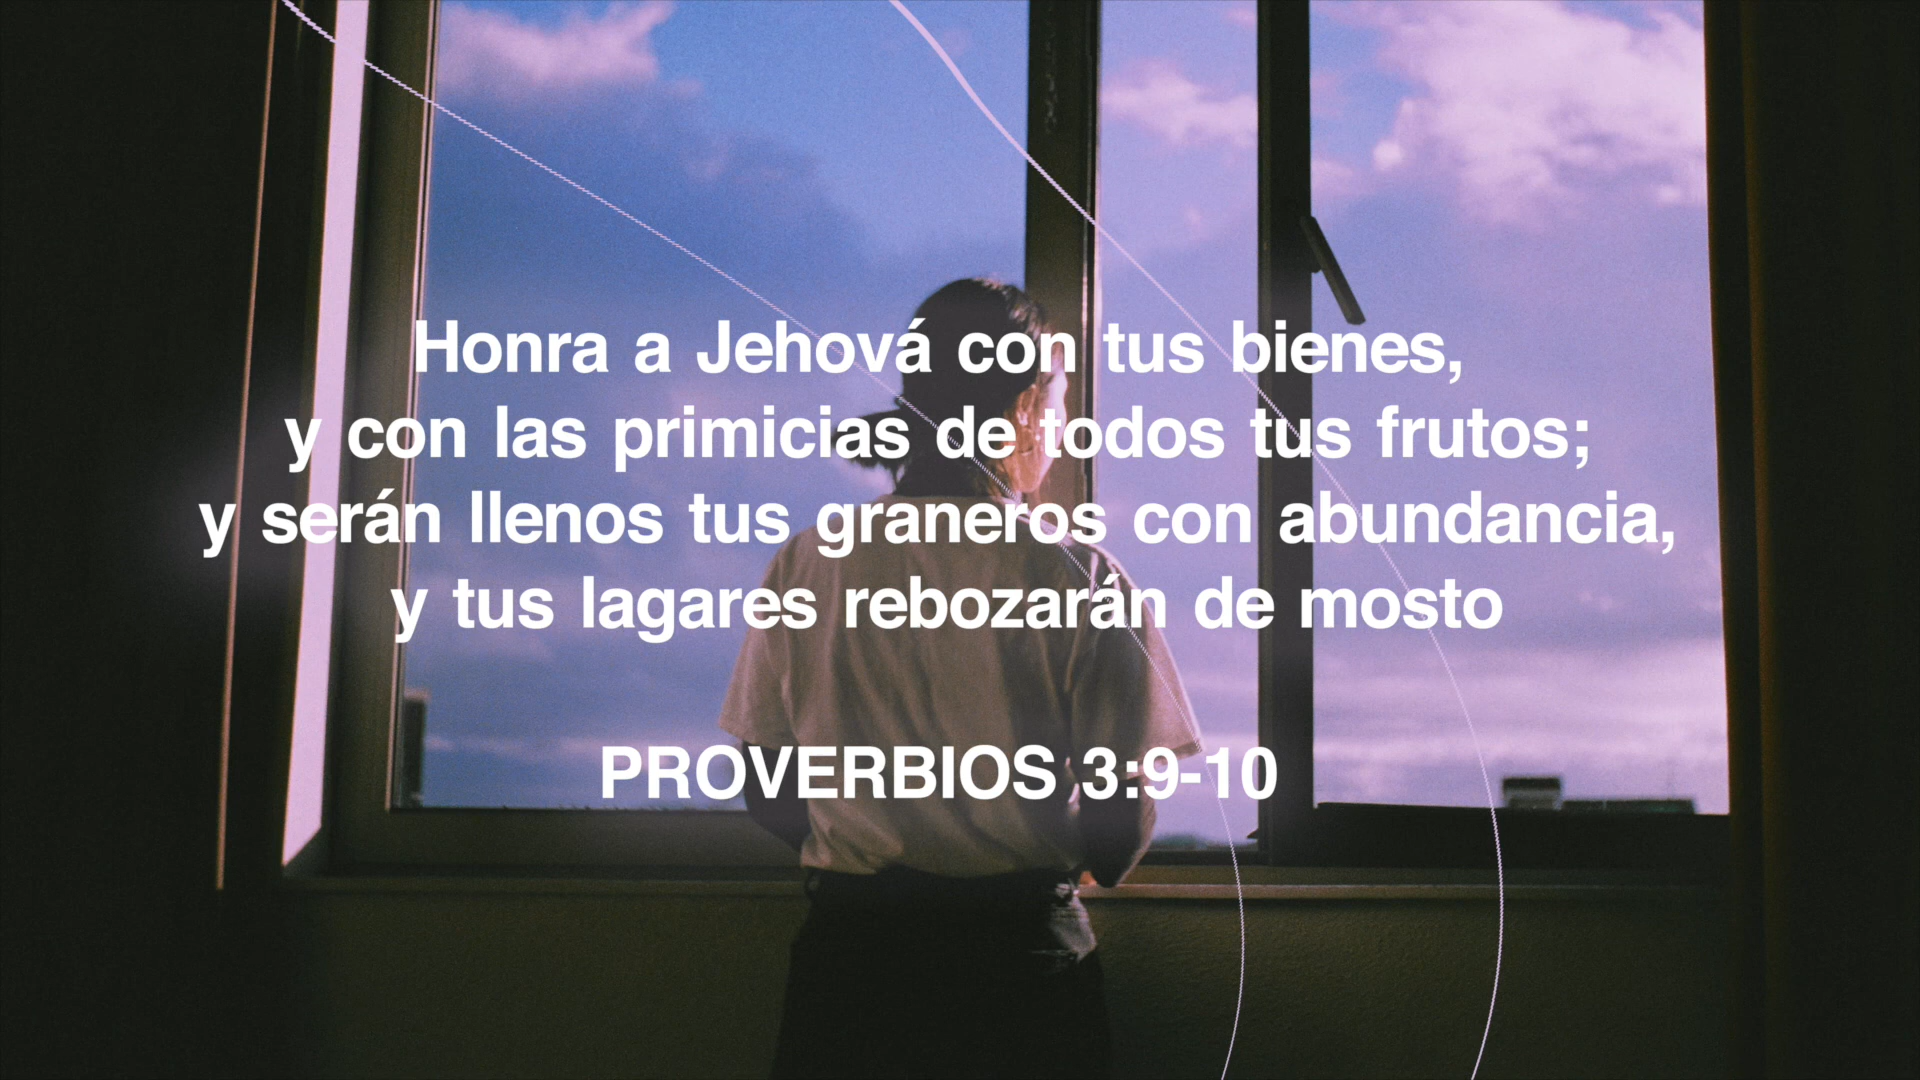 Honra a Jehová con tus bienes,
y con las primicias de todos tus frutos;
y serán llenos tus graneros con abundancia,
y tus lagares rebozarán de mosto
PROVERBIOS 3:9-10